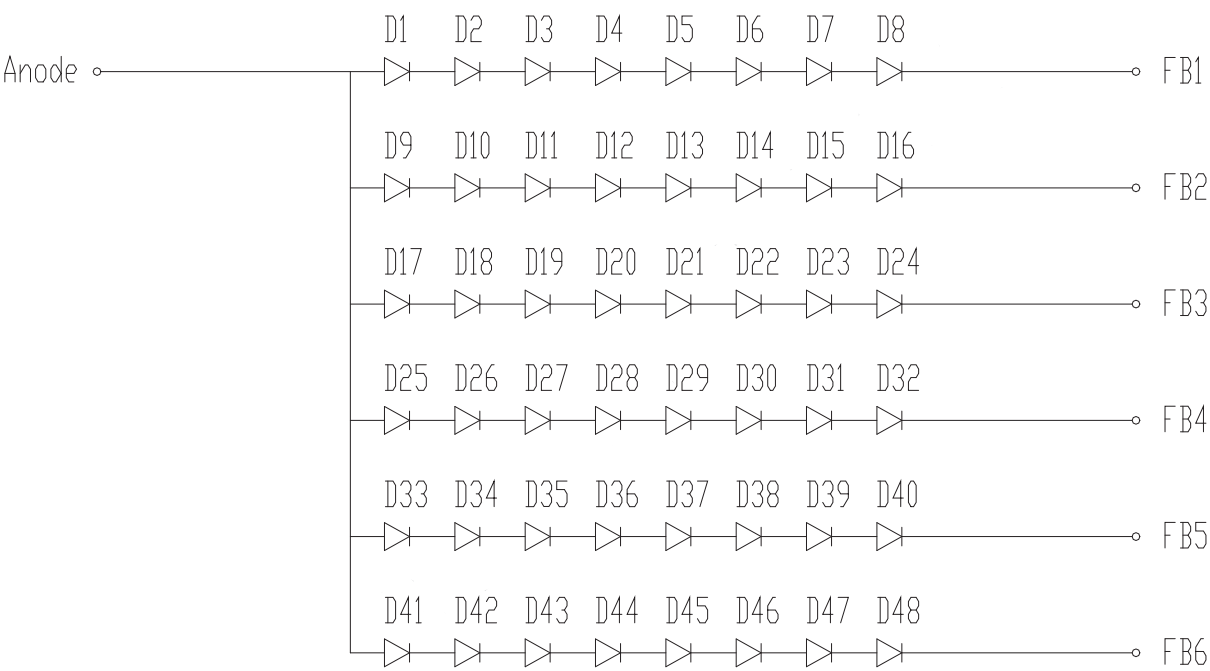 D1 D2 D3 D4 D5 D6 D7 D8
Anode FB1
D9 D10 D11 D12 D13 D14 D15 D16
FB2
D17 D18 D19 D20 D21 D22 D23 D24
FB3
D25 D26 D27 D28 D29 D30 D31 D32
FB4
D33 D34 D35 D36 D37 D38 D39 D40
FB5
D41 D42 D43 D44 D45 D46 D47 D48
FB6